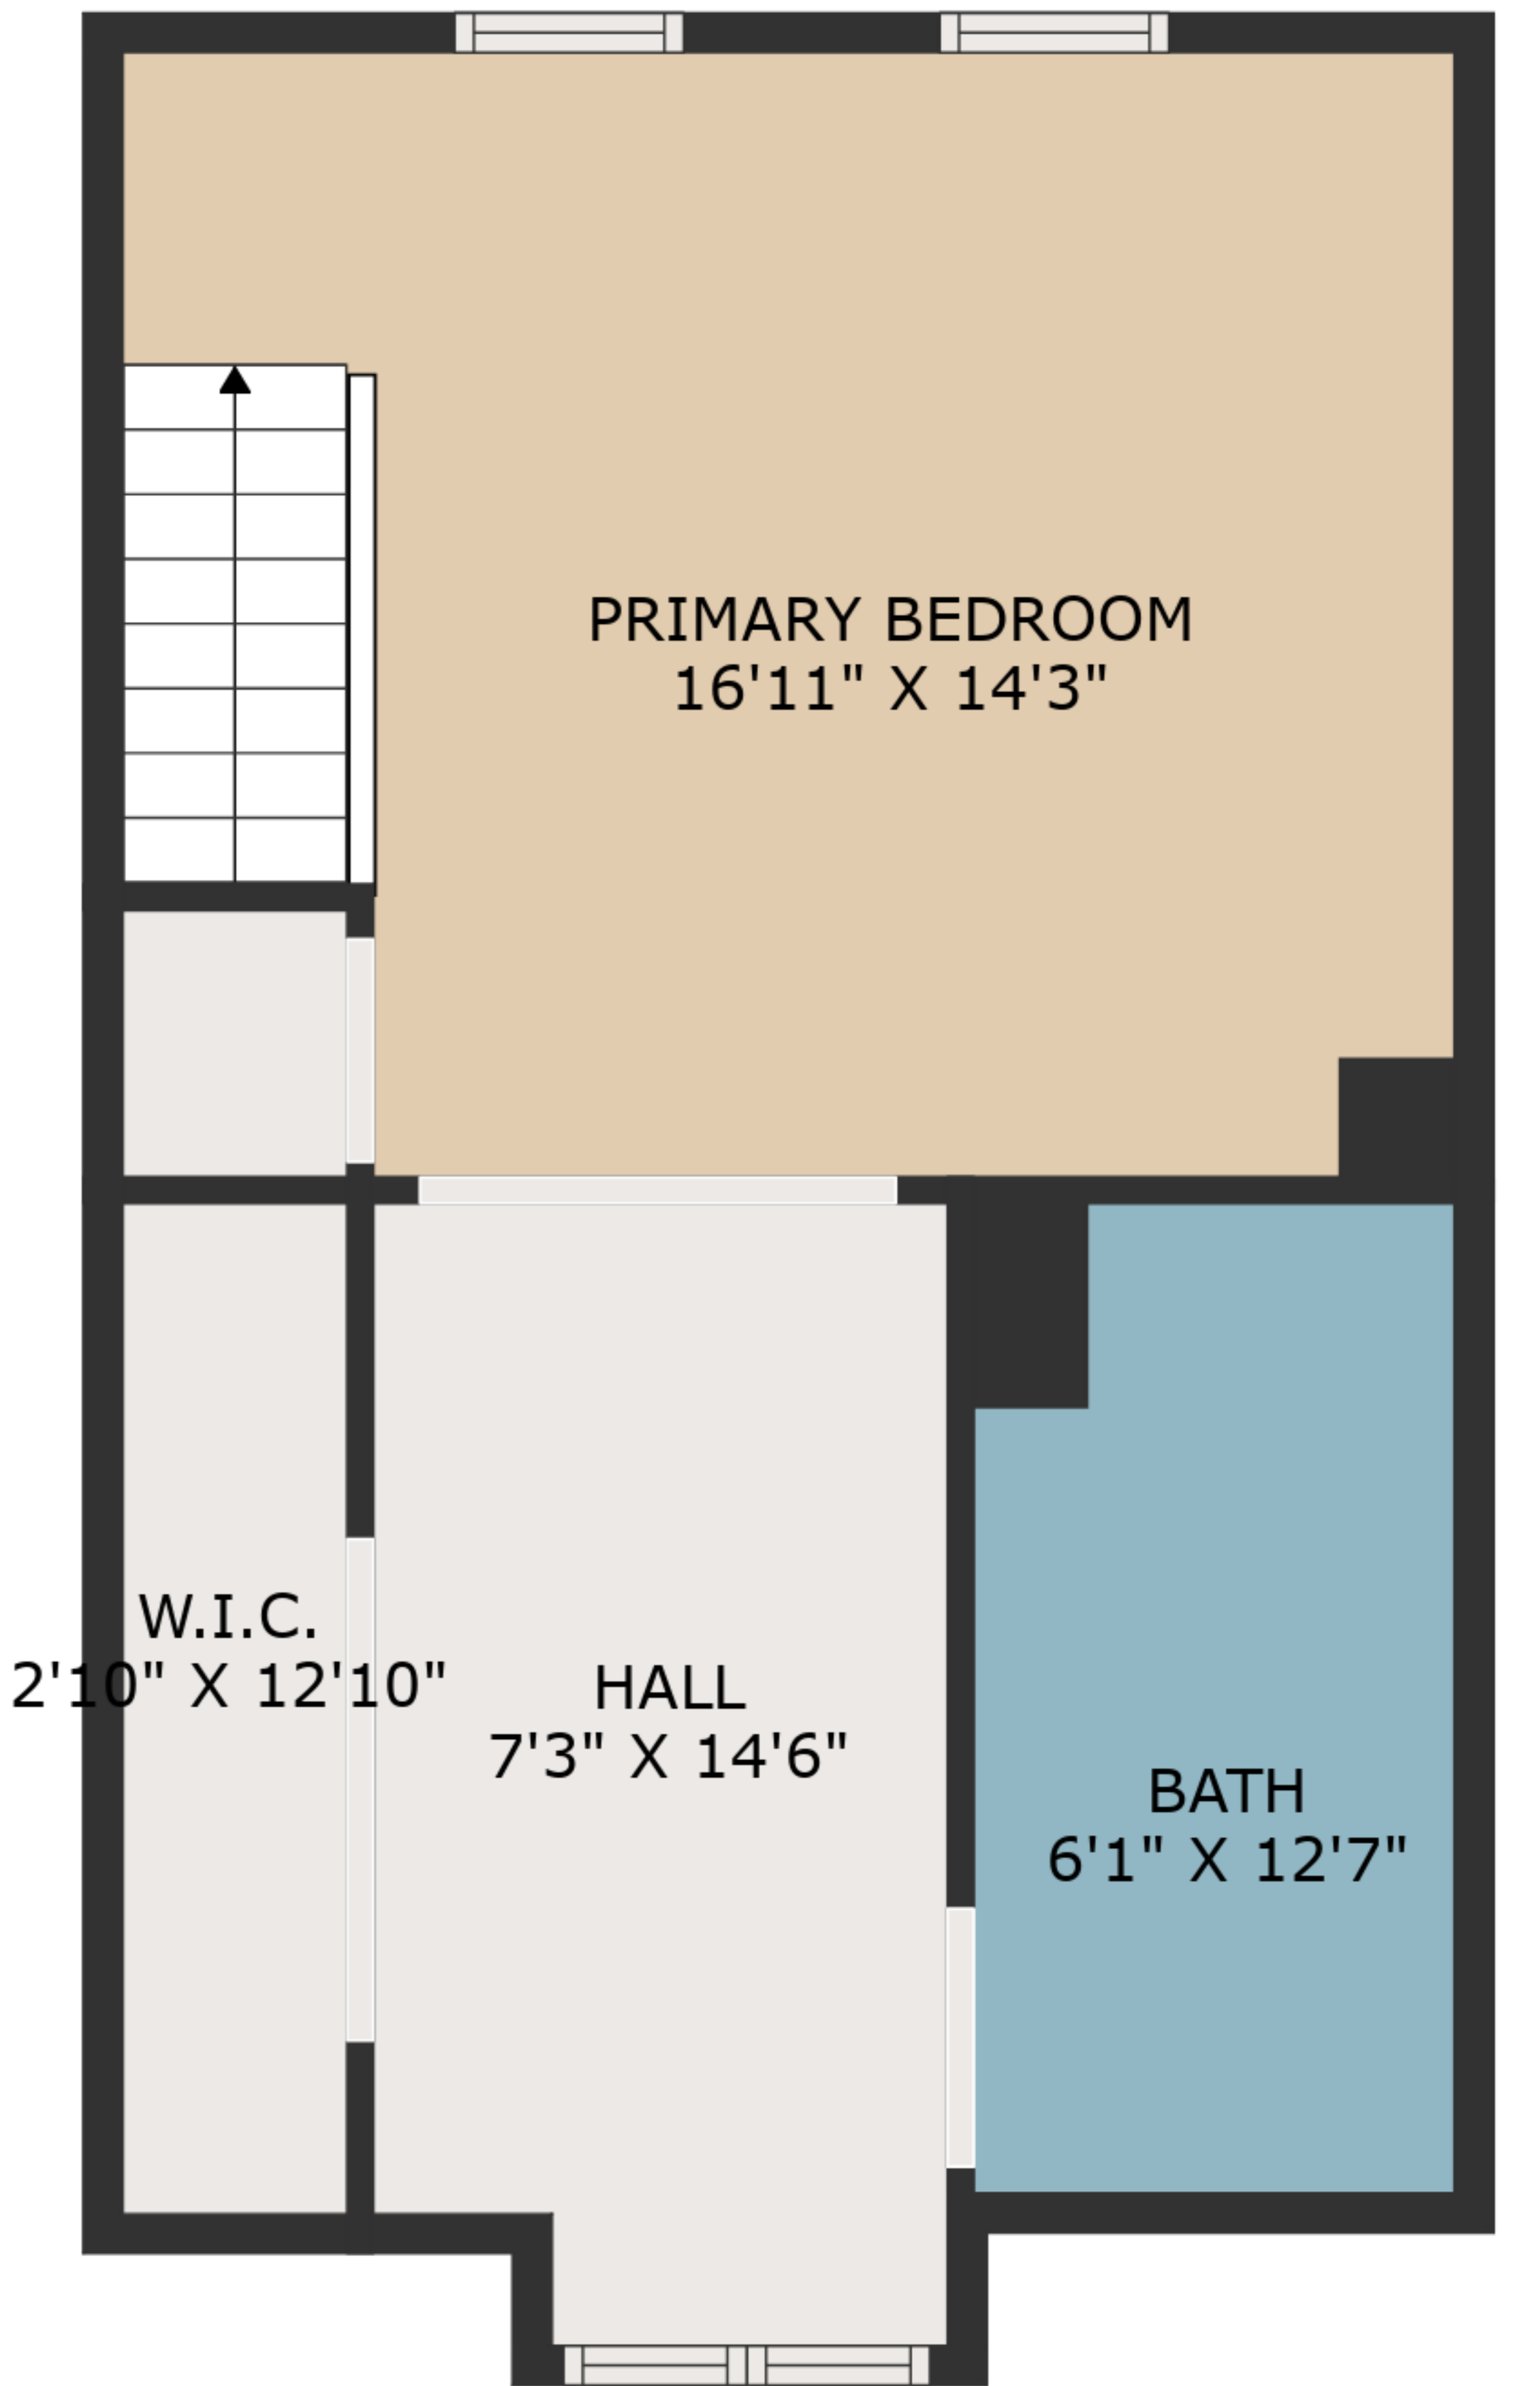 PRIMARY BEDROOM
16'11" X 14'3"
W.I.C.
2'10" X 12'10"
HALL
7'3" X 14'6"
BATH
6'1" X 12'7"